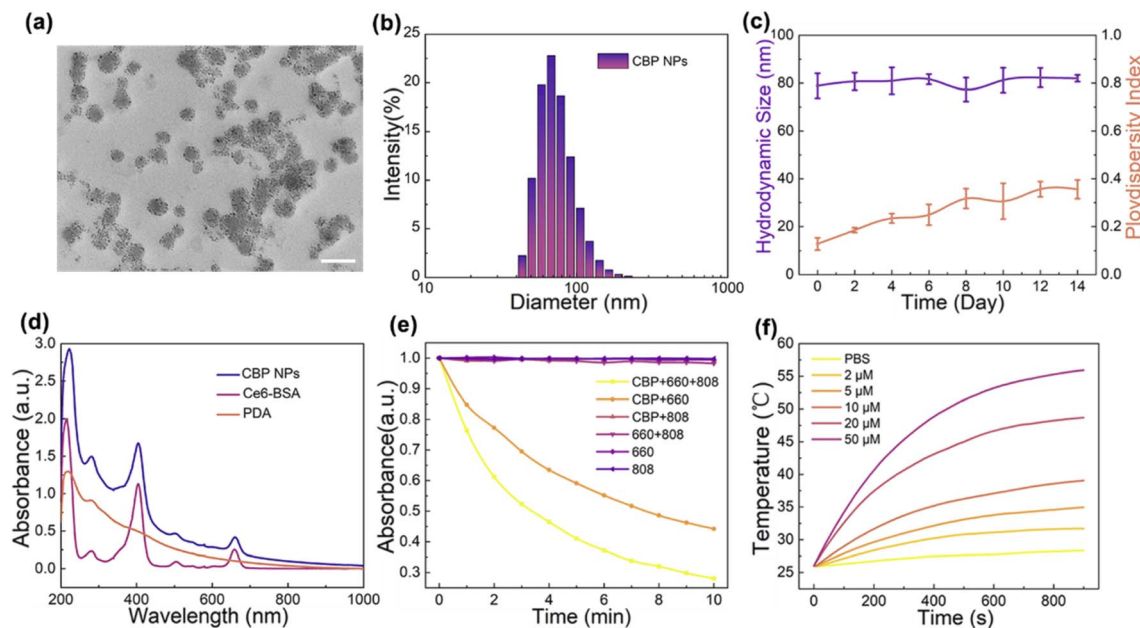 (a)
(b)
25
20
15
10
5
0
Intensity(%)
CBP NPs
10
100
1000
Diameter (nm)
(c)
100
80
60
40
20
0
Hydrodynamic Size (nm)
1.0
0.8
0.6
0.4
0.2
0.0
Ploydispersity Index
0 2 4 6 8 10 12 14
Time (Day)
(d)
3.0
2.5
2.0
1.5
1.0
0.5
0.0
Absorbance (a.u.)
CBP NPs
Ce6-BSA
PDA
200 400 600 800 1000
Wavelength (nm)
(e)
1.0
0.9
0.8
0.7
0.6
0.5
0.4
0.3
Absorbance(a.u.)
CBP+660+808
CBP+660
CBP+808
660+808
660
808
0 2 4 6 8 10
Time (min)
(f)
60
55
50
45
40
35
30
25
Temperature (℃)
PBS
2 μM
5 μM
10 μM
20 μM
50 μM
0 200 400 600 800
Time (s)